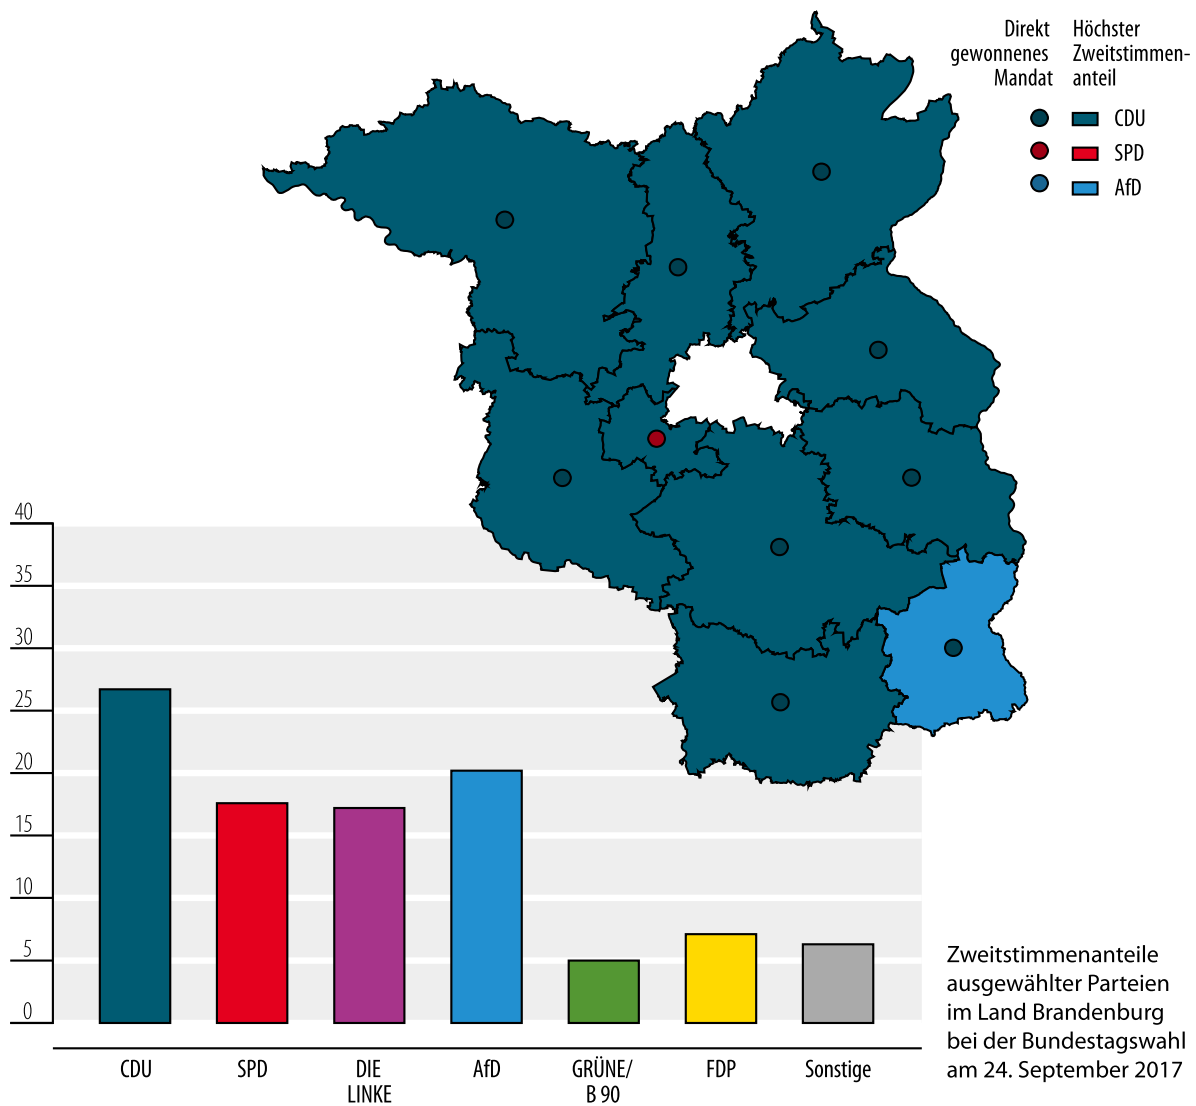 Direkt
gewonnenes
Mandat
Höchster
Zweitstimmen-
anteil
CDU
SPD
AfD
40
35
30
25
20
15
10
5
0
CDU
SPD
DIE
LINKE
AfD
GRÜNE/
B 90
FDP
Sonstige
Zweitstimmenanteile
ausgewählter Parteien
im Land Brandenburg
bei der Bundestagswahl
am 24. September 2017